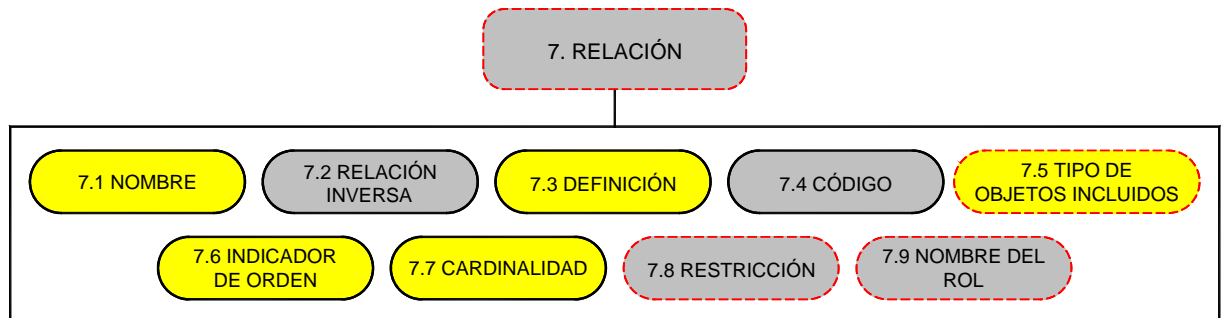 7. RELACIÓN
7.1 NOMBRE
7.2 RELACIÓN
INVERSA
7.3 DEFINICIÓN
7.4 CÓDIGO
7.5 TIPO DE
OBJETOS INCLUIDOS
7.6 INDICADOR
DE ORDEN
7.7 CARDINALIDAD
7.8 RESTRICCIÓN
7.9 NOMBRE DEL
ROL